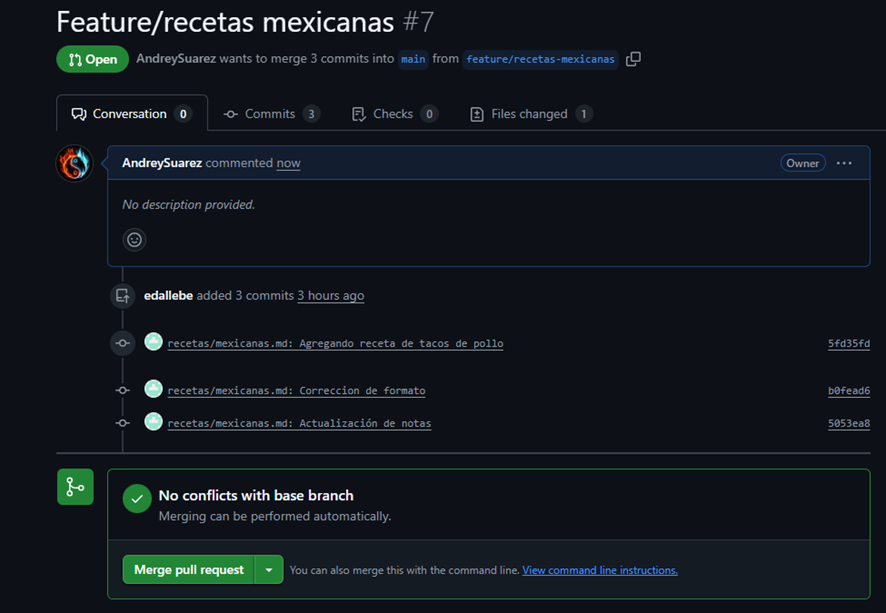 Feature/recetas mexicanas #7
Open AndreySuarez wants to merge 3 commits into main from feature/recetas-mexicanas
Conversation 0 Commits 3 Checks 0 Files changed 1
AndreySuarez commented now Owner
No description provided.
edallebe added 3 commits 3 hours ago
recetas/mexicanas.md: Agregando receta de tacos de pollo 5fd35fd
recetas/mexicanas.md: Correccion de formato b0fead6
recetas/mexicanas.md: Actualización de notas 5053ea8
No conflicts with base branch
Merging can be performed automatically.
Merge pull request You can also merge this with the command line. View command line instructions.